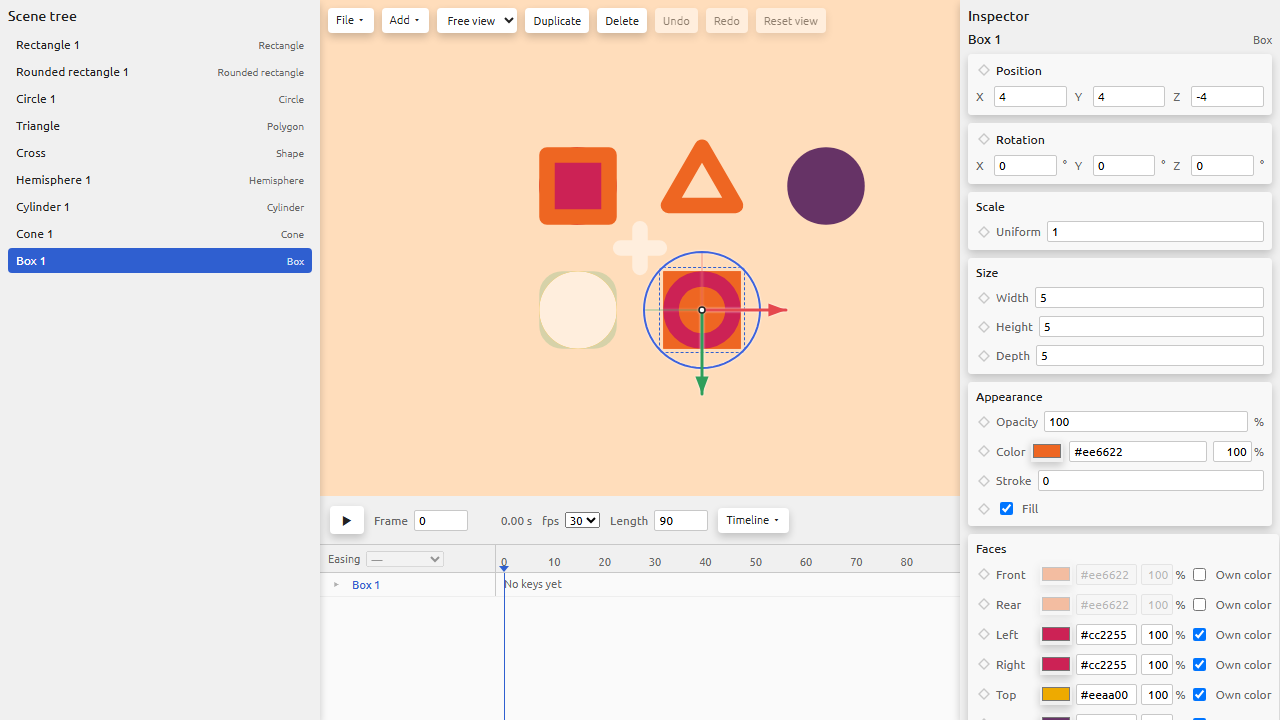 Scene tree
Rectangle 1 Rectangle
Rounded rectangle 1 Rounded rectangle
Circle 1 Circle
Triangle Polygon
Cross Shape
Hemisphere 1 Hemisphere
Cylinder 1 Cylinder
Cone 1 Cone
Box 1 Box
File Add Free view Duplicate Delete Undo Redo Reset view
Frame 0 0.00 s fps 30 Length 90 Timeline
Easing — 0 10 20 30 40 50 60 70 80
Box 1 No keys yet
Inspector
Box 1 Box
Position
X 4 Y 4 Z -4
Rotation
X 0 ° Y 0 ° Z 0 °
Scale
Uniform 1
Size
Width 5
Height 5
Depth 5
Appearance
Opacity 100 %
Color #ee6622 100 %
Stroke 0
Fill
Faces
Front #ee6622 100 % Own color
Rear #ee6622 100 % Own color
Left #cc2255 100 % Own color
Right #cc2255 100 % Own color
Top #eeaa00 100 % Own color